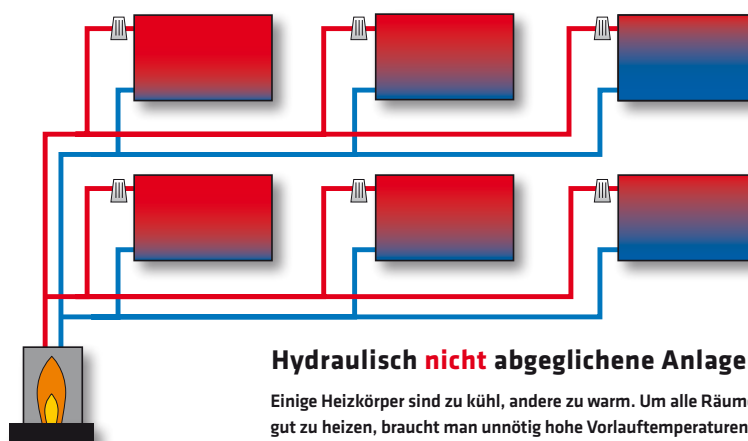 Hydraulisch nicht abgeglichene Anlage
Einige Heizkörper sind zu kühl, andere zu warm. Um alle Räume
gut zu heizen, braucht man unnötig hohe Vorlauftemperaturen